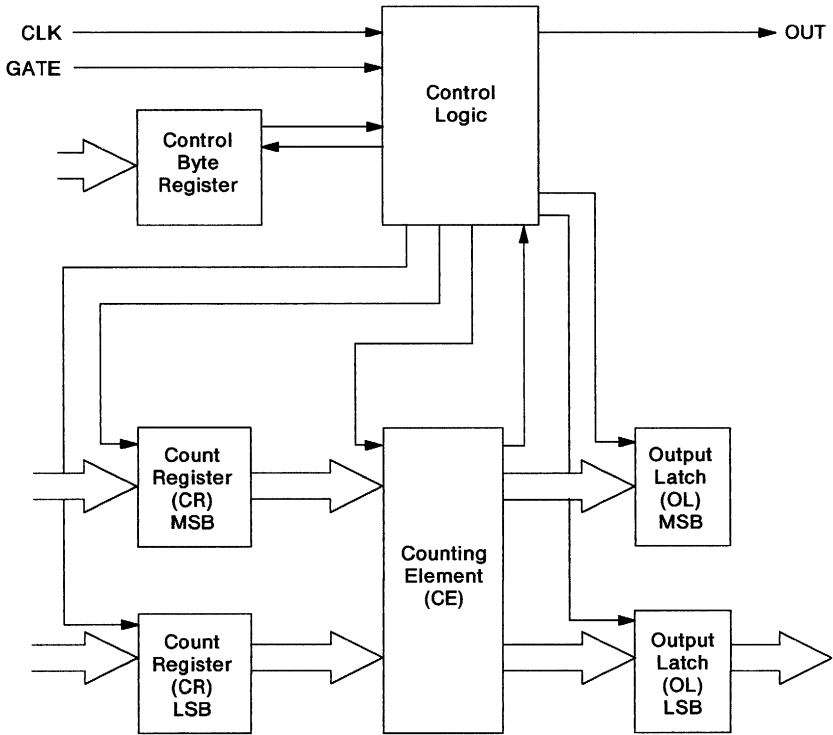 CLK
OUT
GATE
Control
Logic
Control
Byte
Register
Count
Register
(CR)
MSB
Output
Latch
(OL)
MSB
Counting
Element
(CE)
Count
Register
(CR)
LSB
Output
Latch
(OL)
LSB